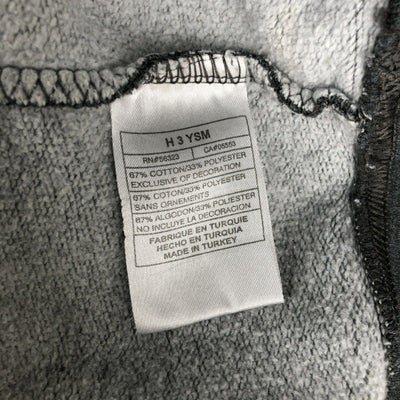 H 3 YSM
RN#56323 CA#05553
67% COTTON/33% POLYESTER
EXCLUSIVE OF DECORATION
67% COTON/33% POLYESTER
SANS ORNEMENTS
67% ALGODON/33% POLYESTER
NO INCLUYE LA DECORACION
FABRIQUE EN TURQUIE
HECHO EN TURQUIA
MADE IN TURKEY